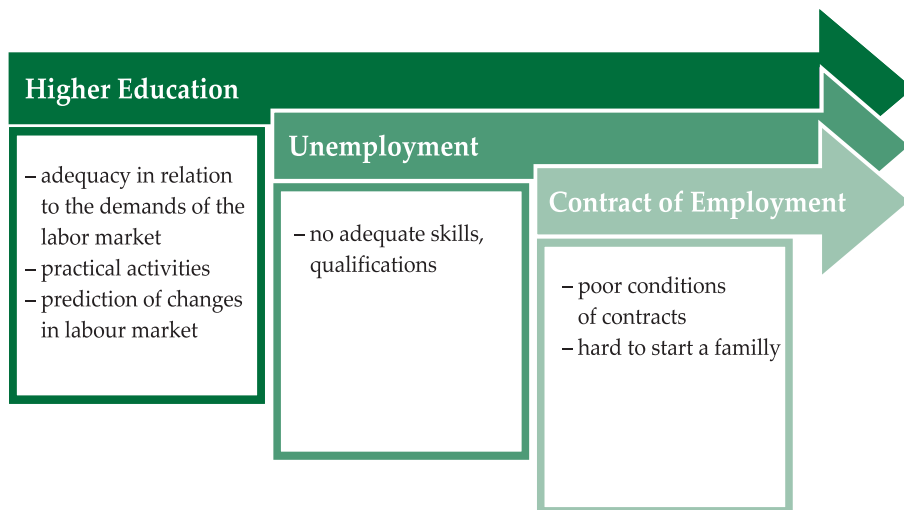 Higher Education
– adequacy in relation
to the demands of the
labor market
– practical activities
– prediction of changes
in labour market
Unemployment
– no adequate skills,
qualifications
Contract of Employment
– poor conditions
of contracts
– hard to start a familly